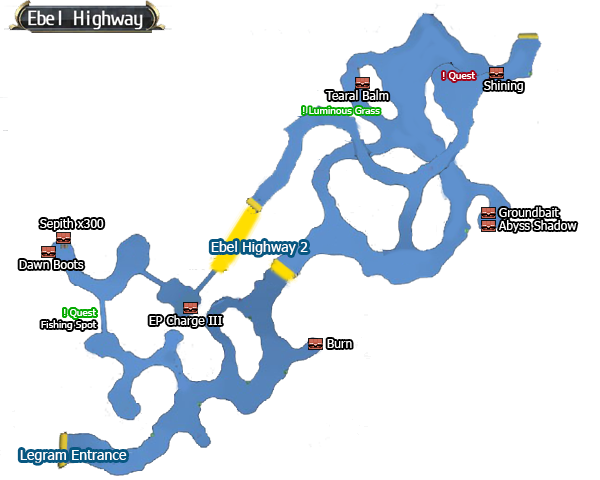 Ebel Highway
! Quest
Shining
Tearal Balm
! Luminous Grass
Groundbait
Abyss Shadow
Sepith x300
Ebel Highway 2
Dawn Boots
! Quest
Fishing Spot
EP Charge III
Burn
Legram Entrance